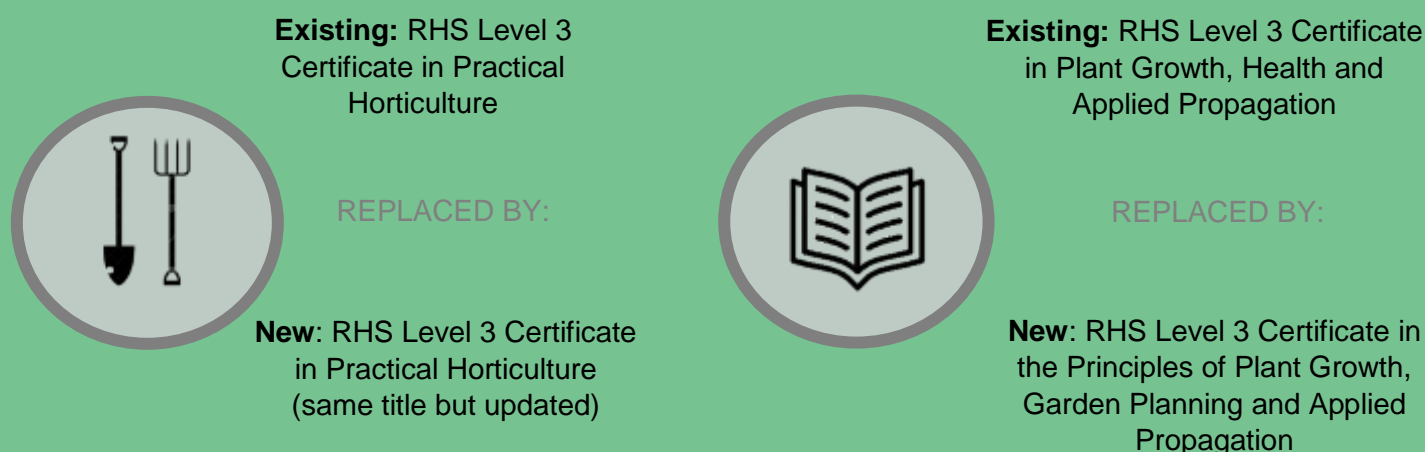 Existing: RHS Level 3
Certificate in Practical
Horticulture
REPLACED BY:
New: RHS Level 3 Certificate
in Practical Horticulture
(same title but updated)
Existing: RHS Level 3 Certificate
in Plant Growth, Health and
Applied Propagation
REPLACED BY:
New: RHS Level 3 Certificate in
the Principles of Plant Growth,
Garden Planning and Applied
Propagation